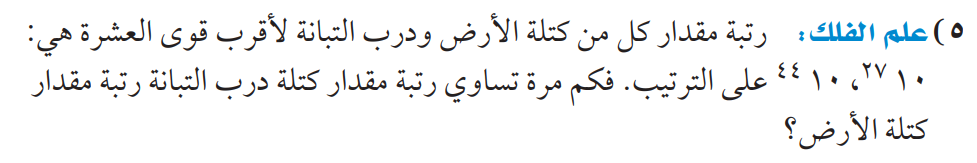 ٥) علم الفلك: رتبة مقدار كل من كتلة الأرض ودرب التبانة لأقرب قوى العشرة هي:
١٠^٢٧، ١٠^٤٤ على الترتيب. فكم مرة تساوي رتبة مقدار كتلة درب التبانة رتبة مقدار
كتلة الأرض؟